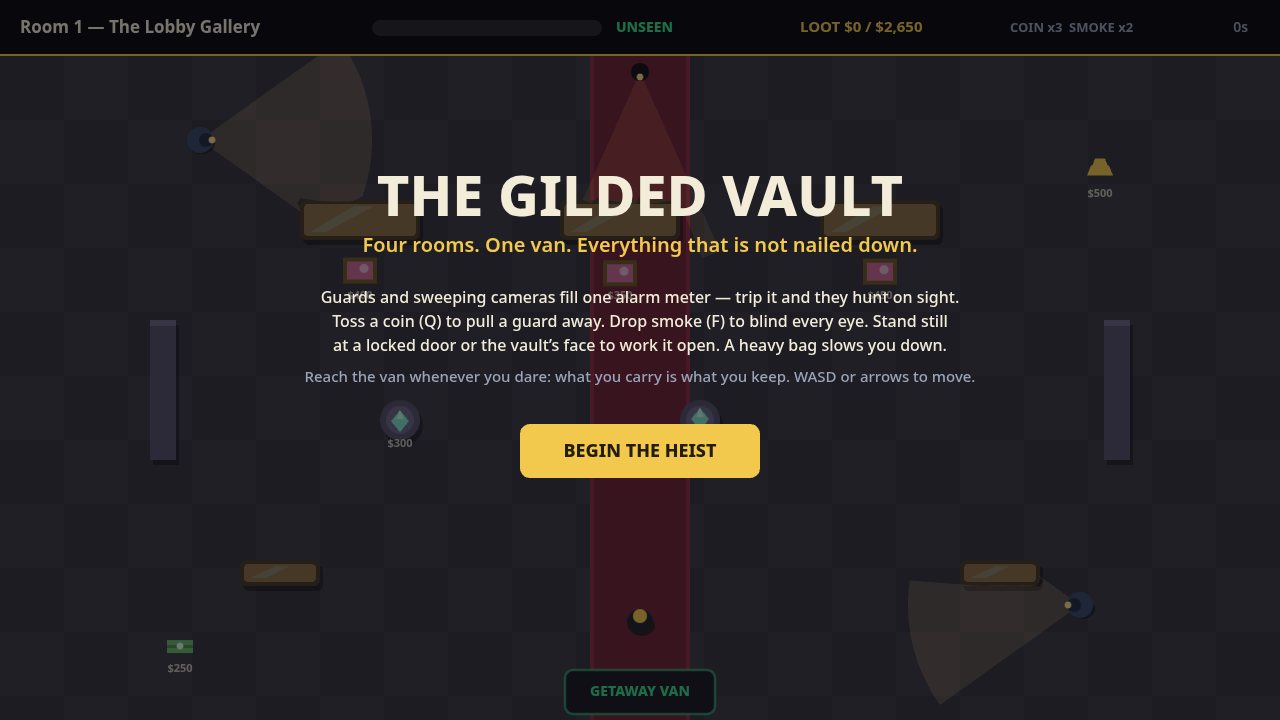 Room 1 — The Lobby Gallery
UNSEEN
LOOT $0 / $2,650
COIN x3 SMOKE x2
0s
$500
THE GILDED VAULT
Four rooms. One van. Everything that is not nailed down.
Guards and sweeping cameras fill one alarm meter — trip it and they hunt on sight.
Toss a coin (Q) to pull a guard away. Drop smoke (F) to blind every eye. Stand still
at a locked door or the vault’s face to work it open. A heavy bag slows you down.
Reach the van whenever you dare: what you carry is what you keep. WASD or arrows to move.
$300
BEGIN THE HEIST
$250
GETAWAY VAN